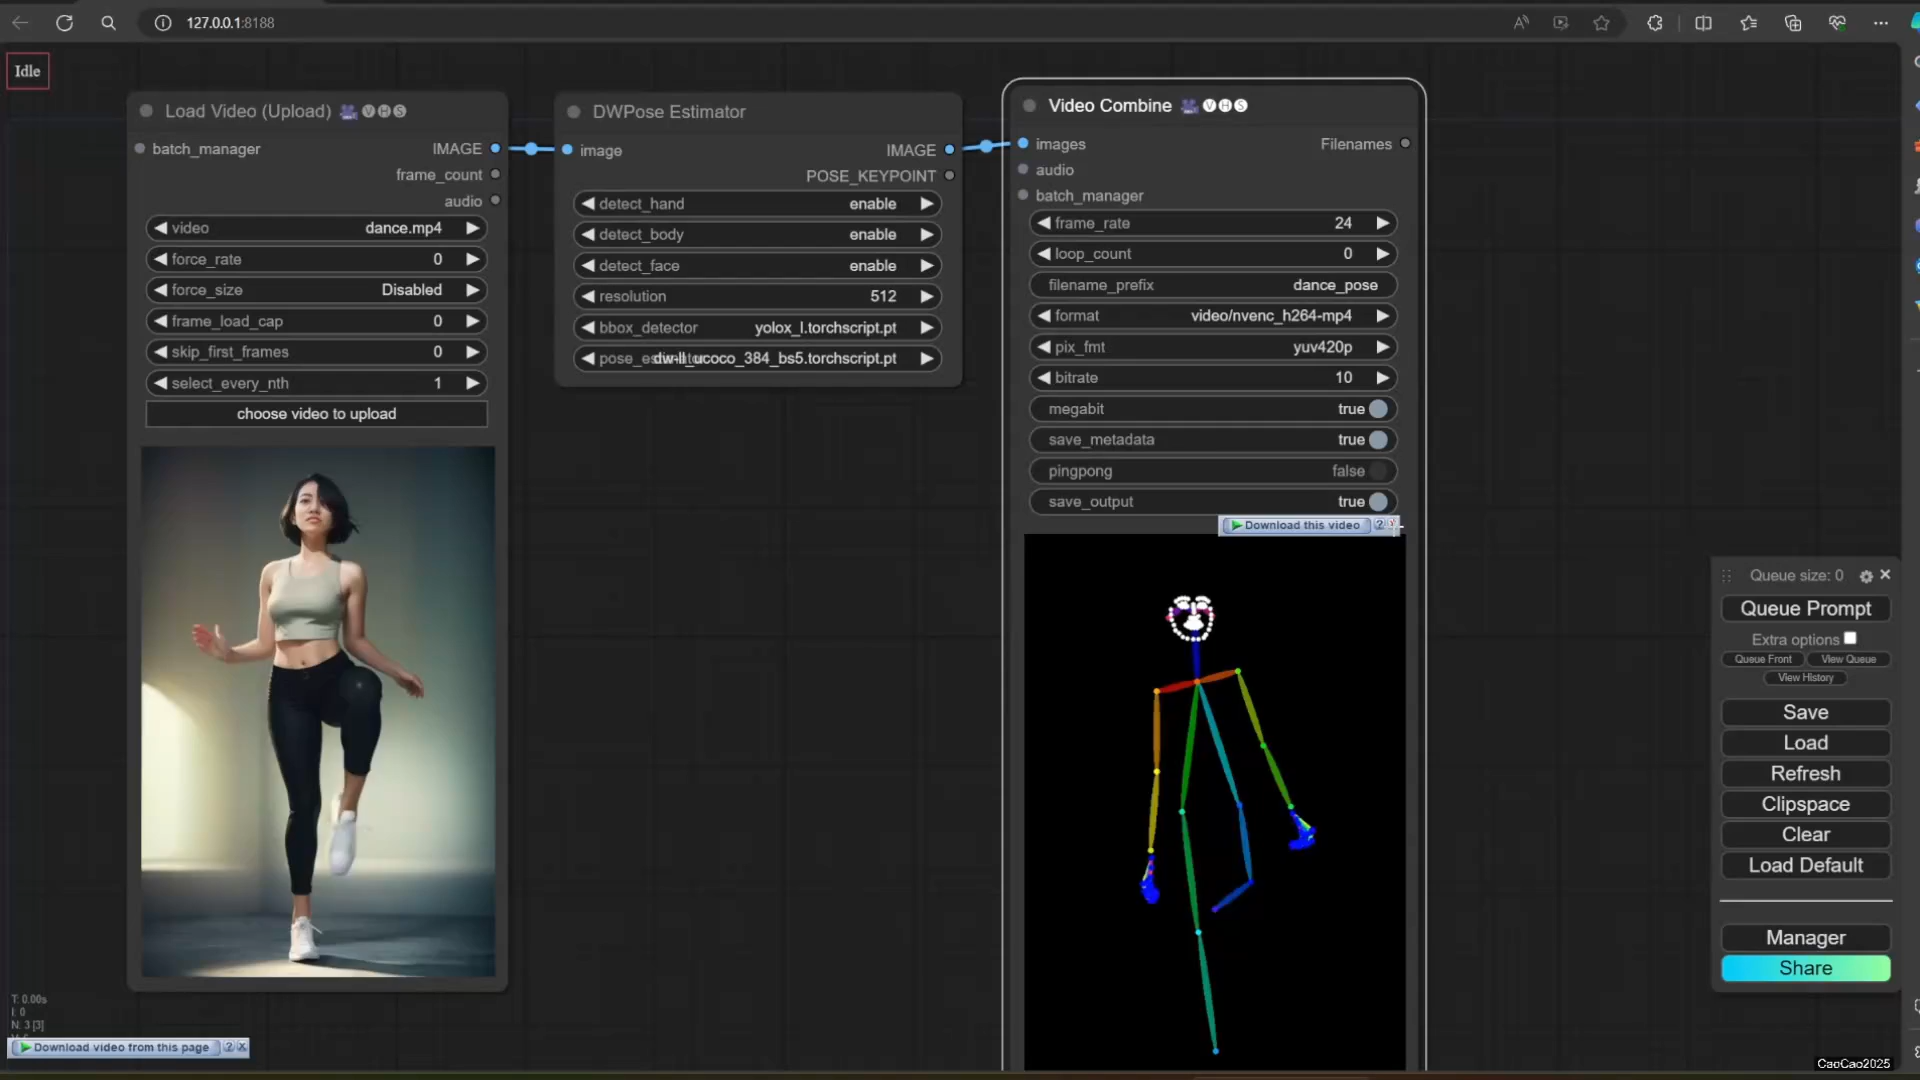 127.0.0.1:8188
Idle
Load Video (Upload) VHS
batch_manager
IMAGE
frame_count
audio
video dance.mp4
force_rate 0
force_size Disabled
frame_load_cap 0
skip_first_frames 0
select_every_nth 1
choose video to upload
DWPose Estimator
image
IMAGE
POSE_KEYPOINT
detect_hand enable
detect_body enable
detect_face enable
resolution 512
bbox_detector yolox_l.torchscript.pt
ucoco_384_bs5.torchscript.pt
Video Combine VHS
images
Filenames
audio
batch_manager
frame_rate 24
loop_count 0
filename_prefix dance_pose
format video/nvenc_h264-mp4
pix_fmt yuv420p
bitrate 10
megabit true
save_metadata true
pingpong false
save_output true
Download this video ?
Queue size: 0
Queue Prompt
Extra options
Queue Front View Queue
View History
Save
Load
Refresh
Clipspace
Clear
Load Default
Manager
Share
T: 0.00s
I: 0
N: 3 [3]
Download video from this page ? X
CaoCao2025